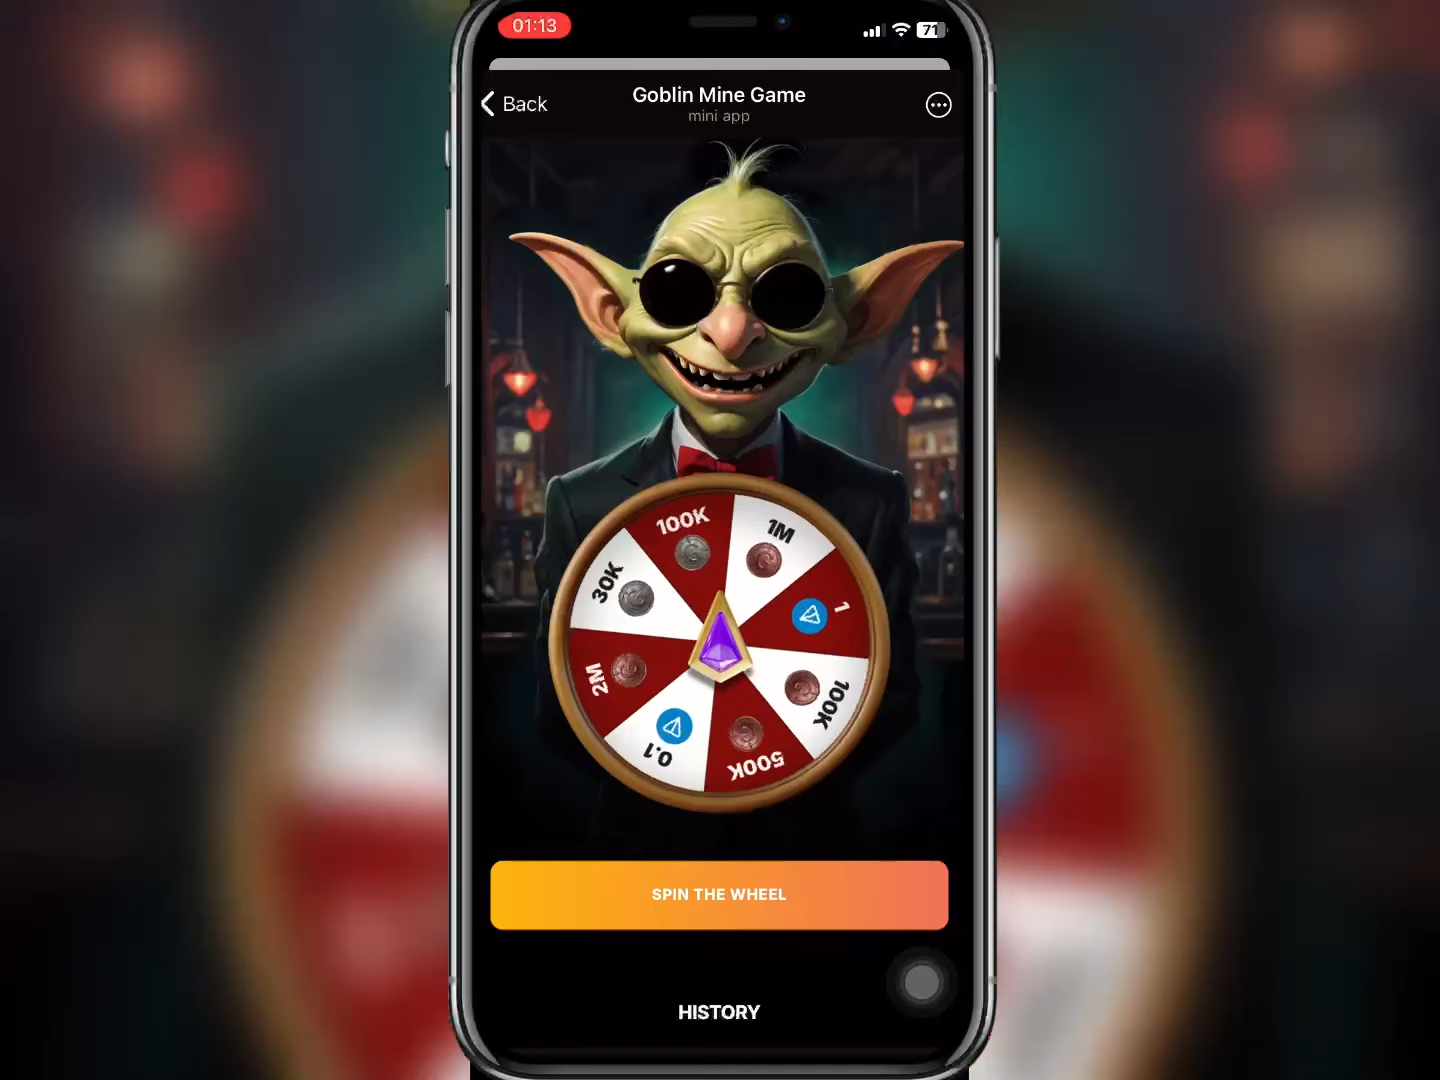 01:13
71
Back
Goblin Mine Game
mini app
100K
1M
30K
1
2M
100K
0.1
500K
SPIN THE WHEEL
HISTORY